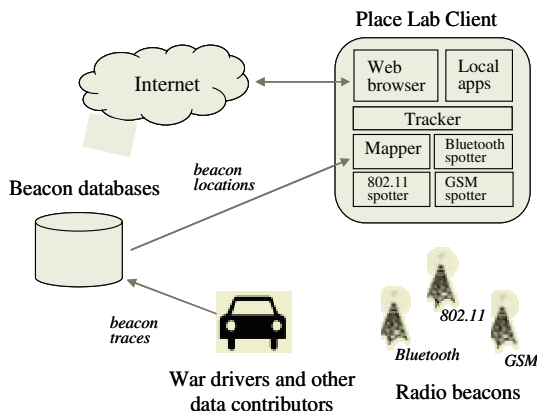 Place Lab Client
Internet
Web
browser
Local
apps
Tracker
Mapper
Bluetooth
spotter
802.11
spotter
GSM
spotter
beacon
locations
Beacon databases
beacon
traces
War drivers and other
data contributors
802.11
Bluetooth
GSM
Radio beacons